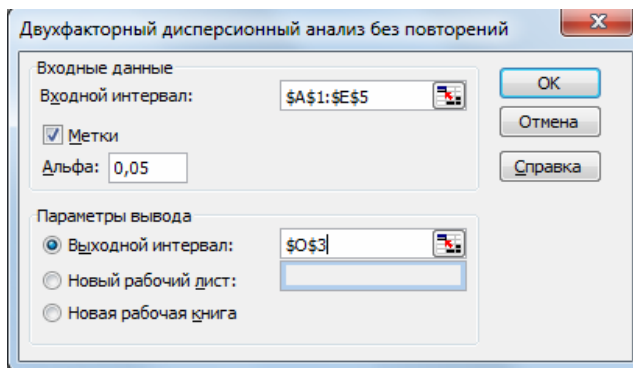 Двухфакторный дисперсионный анализ без повторений
Входные данные
Входной интервал: $A$1:$E$5
Метки
Альфа: 0,05
OK
Отмена
Справка
Параметры вывода
Выходной интервал: $O$3
Новый рабочий лист:
Новая рабочая книга